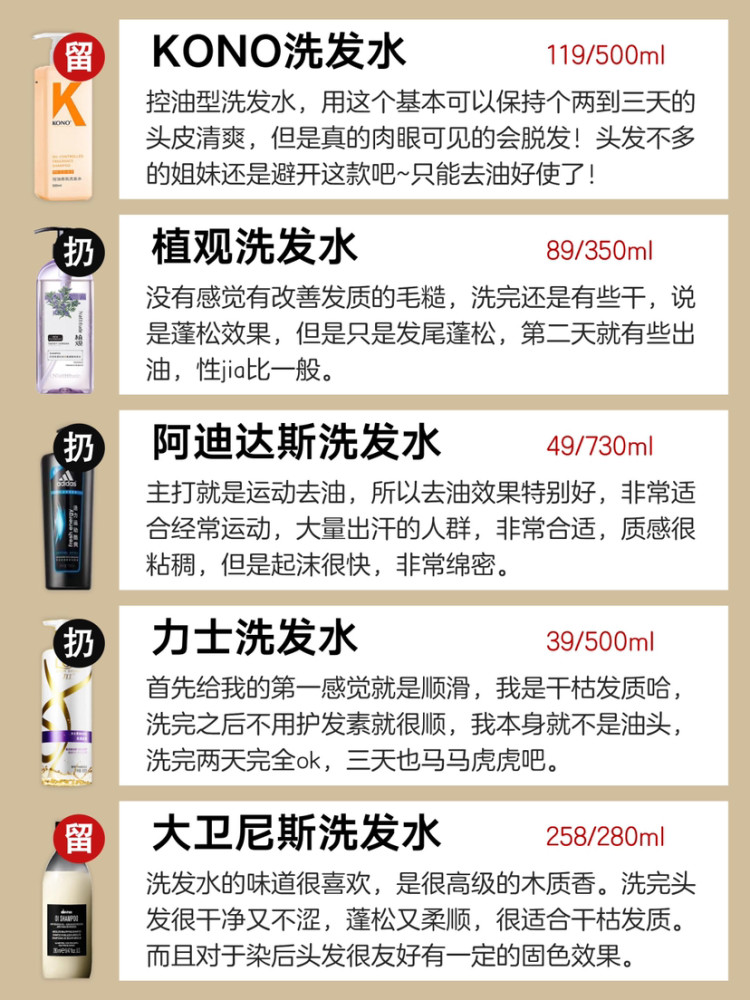 留
KONO洗发水
119/500ml
K
KONO
控油型洗发水，用这个基本可以保持个两到三天的
头皮清爽，但是真的肉眼可见的会脱发！头发不多
的姐妹还是避开这款吧~只能去油好使了！
扔
植观洗发水
89/350ml
植观
没有感觉有改善发质的毛糙，洗完还是有些干，说
是蓬松效果，但是只是发尾蓬松，第二天就有些出
油，性jia比一般。
扔
阿迪达斯洗发水
49/730ml
adidas
主打就是运动去油，所以去油效果特别好，非常适
合经常运动，大量出汗的人群，非常合适，质感很
粘稠，但是起沫很快，非常绵密。
扔
力士洗发水
39/500ml
首先给我的第一感觉就是顺滑，我是干枯发质哈，
洗完之后不用护发素就很顺，我本身就不是油头，
洗完两天完全ok，三天也马马虎虎吧。
留
大卫尼斯洗发水
258/280ml
OI SHAMPOO
洗发水的味道很喜欢，是很高级的木质香。洗完头
发很干净又不涩，蓬松又柔顺，很适合干枯发质。
而且对于染后头发很友好有一定的固色效果。